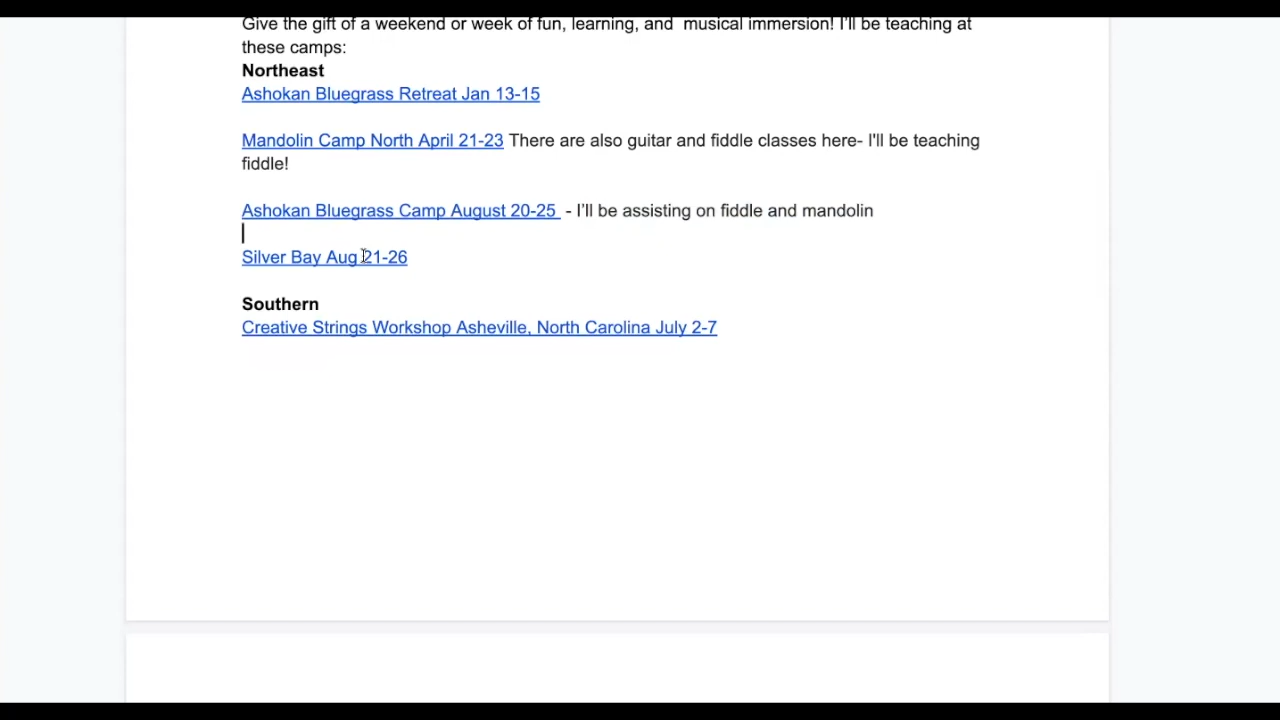 Give the gift of a weekend or week of fun, learning, and  musical immersion! I'll be teaching at
these camps:
Northeast
Ashokan Bluegrass Retreat Jan 13-15
Mandolin Camp North April 21-23 There are also guitar and fiddle classes here- I'll be teaching
fiddle!
Ashokan Bluegrass Camp August 20-25  - I'll be assisting on fiddle and mandolin
Silver Bay Aug 21-26
Southern
Creative Strings Workshop Asheville, North Carolina July 2-7